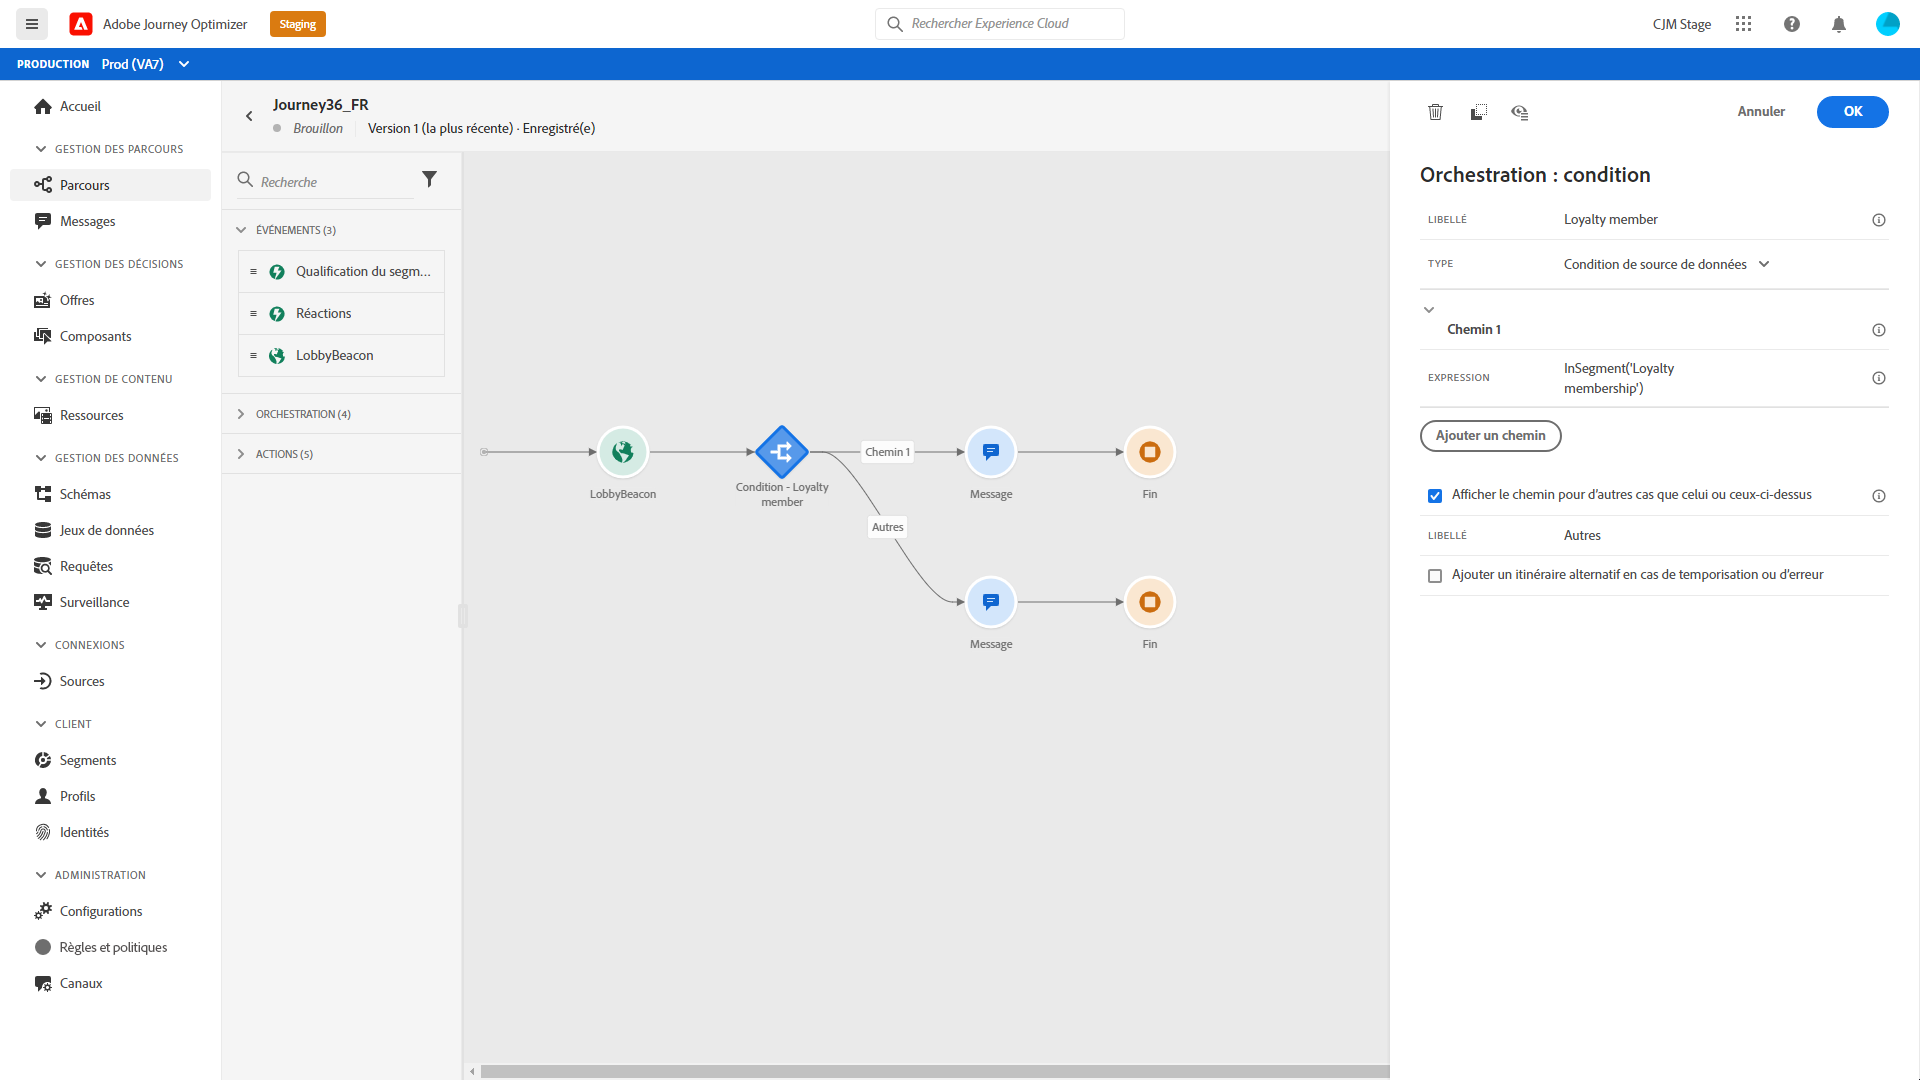 Adobe Journey Optimizer
Staging
Rechercher Experience Cloud
CJM Stage
PRODUCTION Prod (VA7)
Accueil
GESTION DES PARCOURS
Parcours
Messages
GESTION DES DÉCISIONS
Offres
Composants
GESTION DE CONTENU
Ressources
GESTION DES DONNÉES
Schémas
Jeux de données
Requêtes
Surveillance
CONNEXIONS
Sources
CLIENT
Segments
Profils
Identités
ADMINISTRATION
Configurations
Règles et politiques
Canaux
Journey36_FR
Brouillon
Version 1 (la plus récente) · Enregistré(e)
Recherche
ÉVÉNEMENTS (3)
Qualification du segm...
Réactions
LobbyBeacon
ORCHESTRATION (4)
ACTIONS (5)
LobbyBeacon
Condition - Loyalty
member
Chemin 1
Message
Fin
Autres
Message
Fin
Annuler
OK
Orchestration : condition
LIBELLÉ Loyalty member
TYPE Condition de source de données
Chemin 1
EXPRESSION
InSegment('Loyalty
membership')
Ajouter un chemin
Afficher le chemin pour d'autres cas que celui ou ceux-ci-dessus
LIBELLÉ Autres
Ajouter un itinéraire alternatif en cas de temporisation ou d'erreur